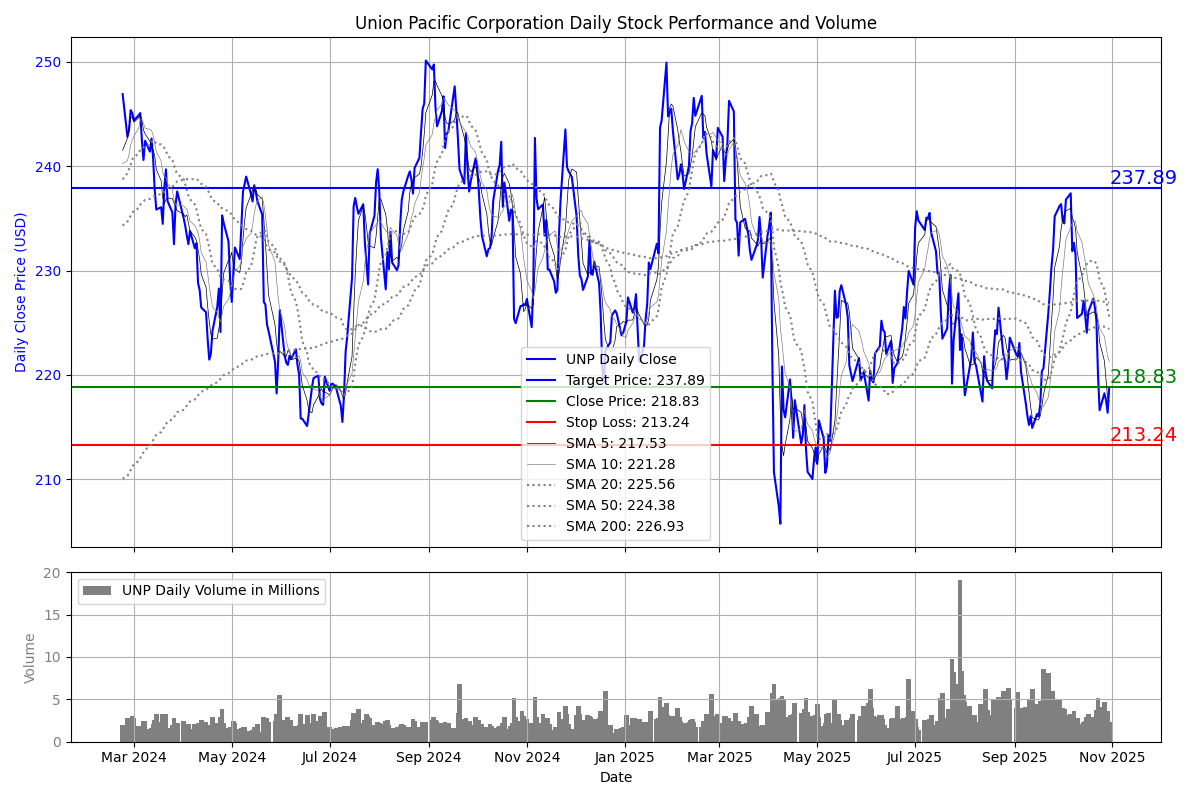 Union Pacific Corporation Daily Stock Performance and Volume
Daily Close Price (USD)
250
240
230
220
210
237.89
218.83
213.24
UNP Daily Close
Target Price: 237.89
Close Price: 218.83
Stop Loss: 213.24
SMA 5: 217.53
SMA 10: 221.28
SMA 20: 225.56
SMA 50: 224.38
SMA 200: 226.93
Volume
20
15
10
5
0
UNP Daily Volume in Millions
Mar 2024 May 2024 Jul 2024 Sep 2024 Nov 2024 Jan 2025 Mar 2025 May 2025 Jul 2025 Sep 2025 Nov 2025
Date